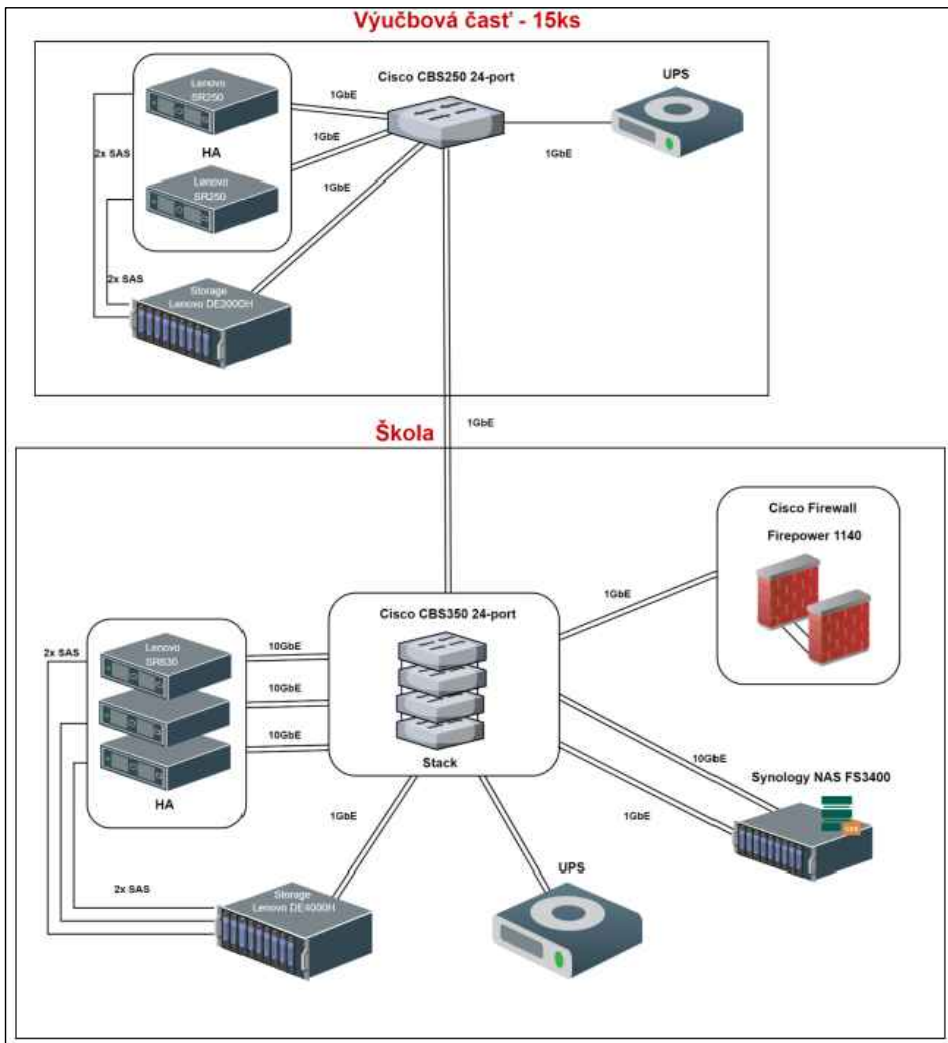 Výučbová časť - 15ks
Lenovo
SR250
HA
Lenovo
SR250
2x SAS
2x SAS
Storage
Lenovo DE2000H
1GbE
1GbE
1GbE
Cisco CBS250 24-port
1GbE
UPS
1GbE
Škola
Cisco Firewall
Firepower 1140
1GbE
Cisco CBS350 24-port
Stack
Lenovo
SR630
HA
2x SAS
10GbE
10GbE
10GbE
2x SAS
Storage
Lenovo DE4000H
1GbE
UPS
10GbE
1GbE
Synology NAS FS3400